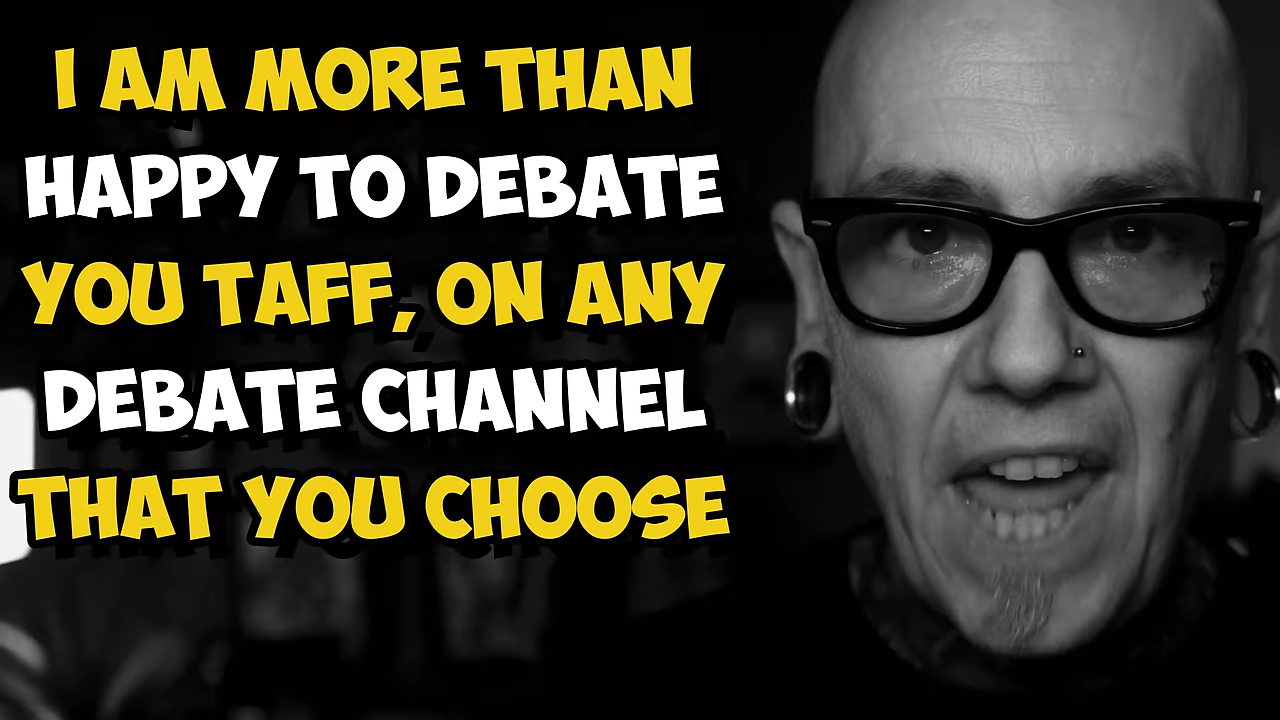 I AM MORE THAN
HAPPY TO DEBATE
YOU TAFF, ON ANY
DEBATE CHANNEL
THAT YOU CHOOSE